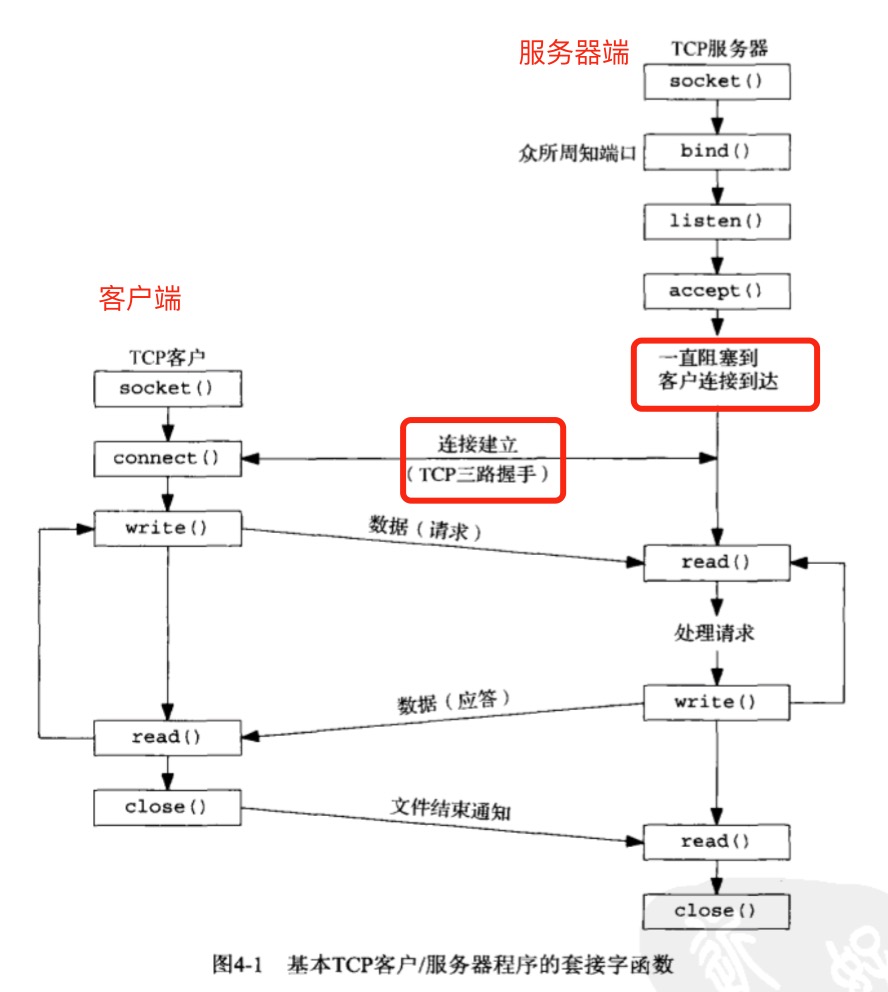 服务器端
TCP服务器
socket()
众所周知端口
bind()
listen()
accept()
一直阻塞到
客户连接到达
客户端
TCP客户
socket()
connect()
连接建立
(TCP三路握手)
write()
数据(请求)
read()
处理请求
write()
数据(应答)
read()
close()
文件结束通知
read()
close()
图4-1 基本TCP客户/服务器程序的套接字函数